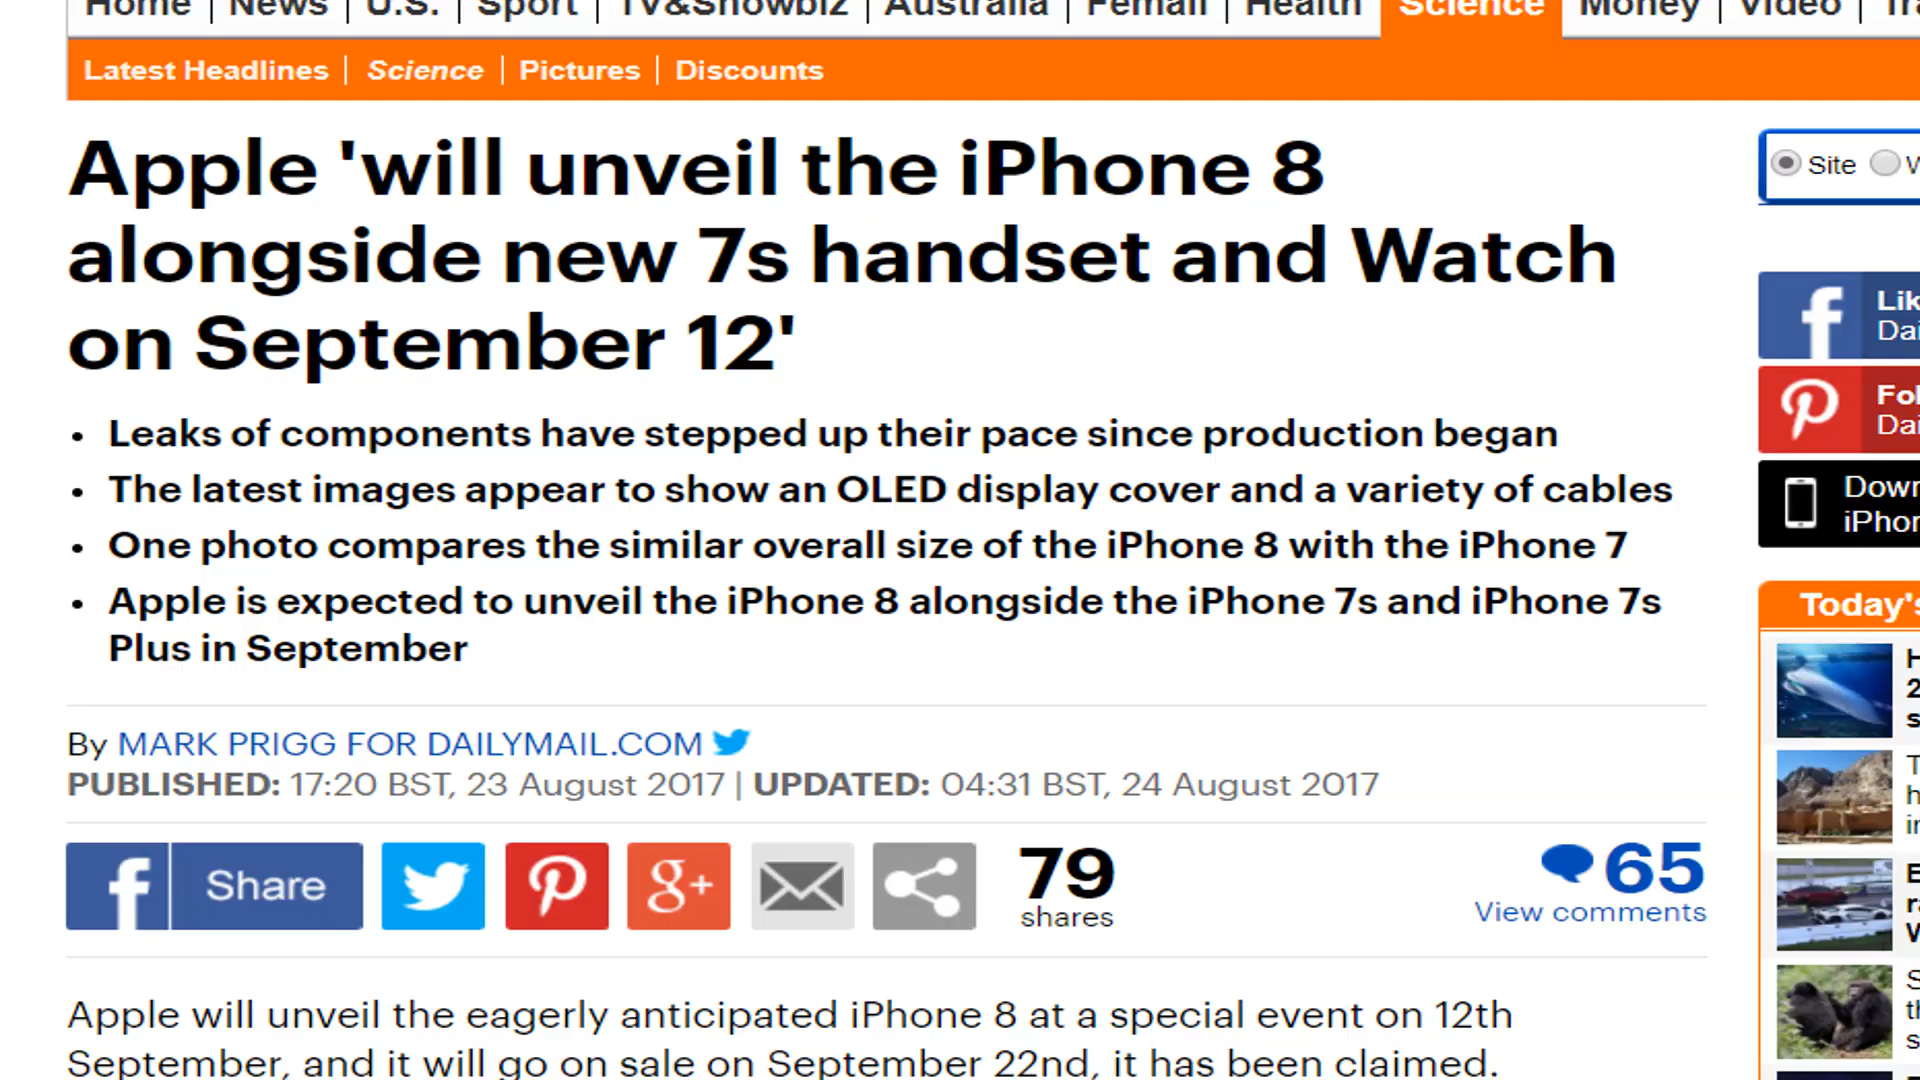 Home | News | U.S. | Sport | TV&Showbiz | Australia | Femail | Health | Science | Money | Video
Latest Headlines | Science | Pictures | Discounts
Apple 'will unveil the iPhone 8
alongside new 7s handset and Watch
on September 12'
• Leaks of components have stepped up their pace since production began
• The latest images appear to show an OLED display cover and a variety of cables
• One photo compares the similar overall size of the iPhone 8 with the iPhone 7
• Apple is expected to unveil the iPhone 8 alongside the iPhone 7s and iPhone 7s
Plus in September
By MARK PRIGG FOR DAILYMAIL.COM
PUBLISHED: 17:20 BST, 23 August 2017 | UPDATED: 04:31 BST, 24 August 2017
Share
79
shares
65
View comments
Apple will unveil the eagerly anticipated iPhone 8 at a special event on 12th
September, and it will go on sale on September 22nd, it has been claimed.
Site
Today's